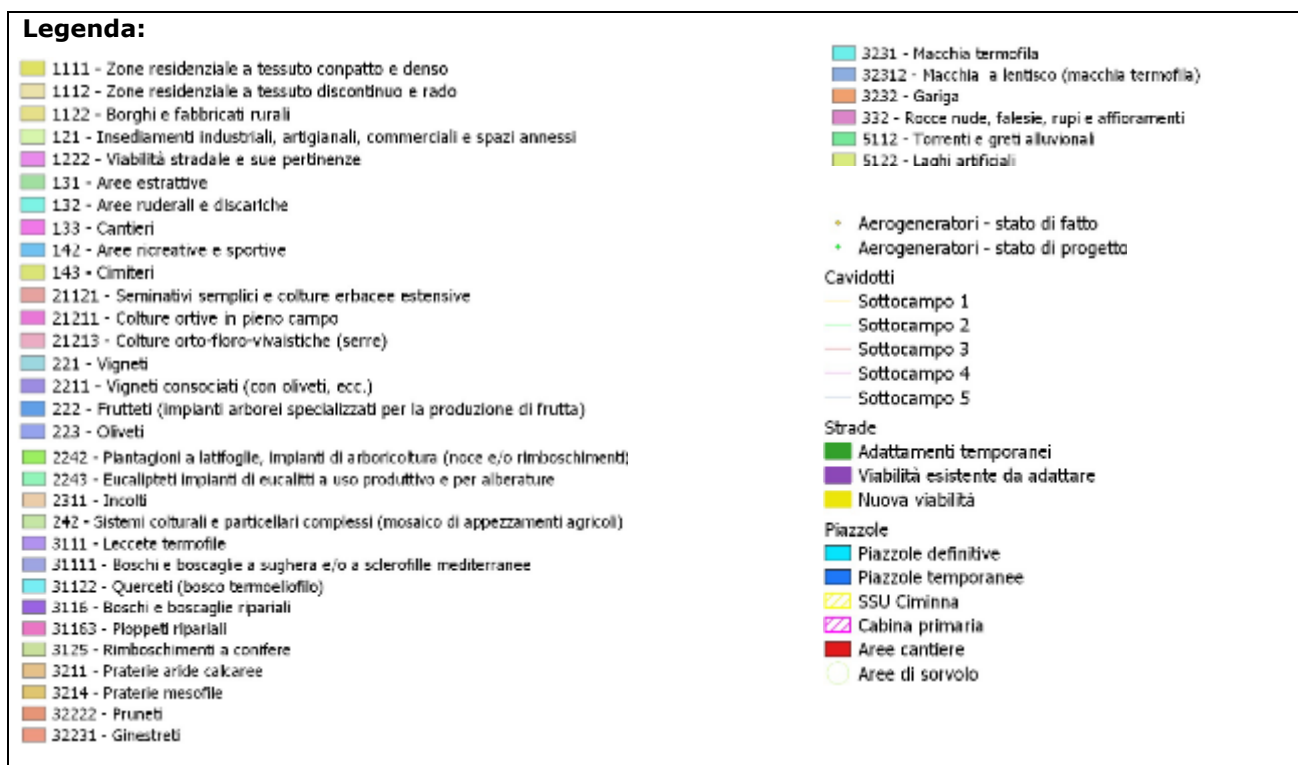 Legenda:
1111 - Zone residenziale a tessuto conpatto e denso
1112 - Zone residenziale a tessuto discontinuo e rado
1122 - Borghi e fabbricati rurali
121 - Insediamenti industriali, artigianali, commerciali e spazi annessi
1222 - Viabilità stradale e sue pertinenze
131 - Aree estrattive
132 - Aree ruderali e discariche
133 - Cantieri
142 - Aree ricreative e sportive
143 - Cimiteri
21121 - Seminativi semplici e colture erbacee estensive
21211 - Colture ortive in pieno campo
21213 - Colture orto-floro-vivaistiche (serre)
221 - Vigneti
2211 - Vigneti consociati (con oliveti, ecc.)
222 - Frutteti (impianti arborei specializzati per la produzione di frutta)
223 - Oliveti
2242 - Piantagioni a latifoglie, impianti di arboricoltura (noce e/o rimboschimenti)
2243 - Eucalipteti impianti di eucalitti a uso produttivo e per alberature
2311 - Incolti
242 - Sistemi colturali e particellari complessi (mosaico di appezzamenti agricoli)
3111 - Leccete termofile
31111 - Boschi e boscaglie a sughera e/o a sclerofille mediterranee
31122 - Querceti (bosco termoeliofilo)
3116 - Boschi e boscaglie ripariali
31163 - Pioppeti ripariali
3125 - Rimboschimenti a conifere
3211 - Praterie aride calcaree
3214 - Praterie mesofile
32222 - Pruneti
32231 - Ginestreti
3231 - Macchia termofila
32312 - Macchia a lentisco (macchia termofila)
3232 - Gariga
332 - Rocce nude, falesie, rupi e affioramenti
5112 - Torrenti e greti alluvionali
5122 - Laghi artificiali
Aerogeneratori - stato di fatto
Aerogeneratori - stato di progetto
Cavidotti
Sottocampo 1
Sottocampo 2
Sottocampo 3
Sottocampo 4
Sottocampo 5
Strade
Adattamenti temporanei
Viabilità esistente da adattare
Nuova viabilità
Piazzole
Piazzole definitive
Piazzole temporanee
SSU Ciminna
Cabina primaria
Aree cantiere
Aree di sorvolo